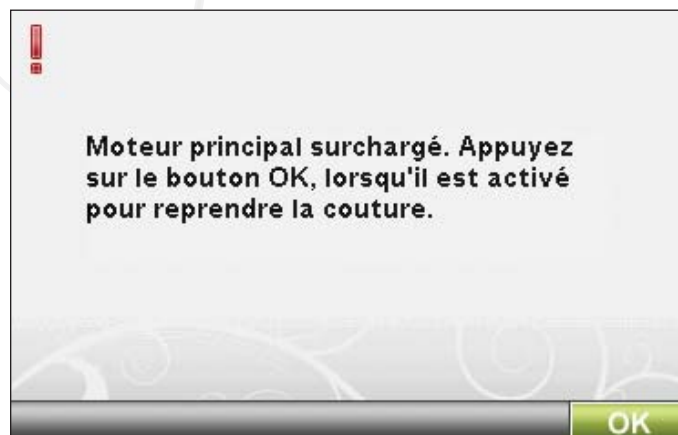 Moteur principal surchargé. Appuyez
sur le bouton OK, lorsqu'il est activé
pour reprendre la couture.
OK